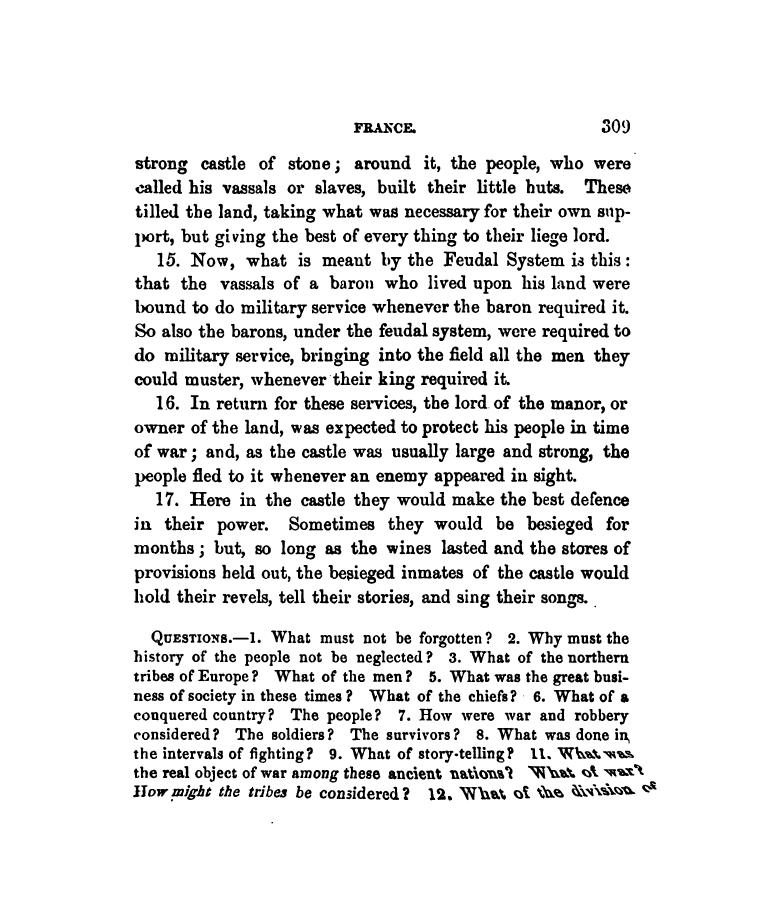 FRANCE. 309
strong castle of stone; around it, the people, who were
called his vassals or slaves, built their little huts. These
tilled the land, taking what was necessary for their own sup-
port, but giving the best of every thing to their liege lord.
15. Now, what is meant by the Feudal System is this:
that the vassals of a baron who lived upon his land were
bound to do military service whenever the baron required it.
So also the barons, under the feudal system, were required to
do military service, bringing into the field all the men they
could muster, whenever their king required it.
16. In return for these services, the lord of the manor, or
owner of the land, was expected to protect his people in time
of war; and, as the castle was usually large and strong, the
people fled to it whenever an enemy appeared in sight.
17. Here in the castle they would make the best defence
in their power. Sometimes they would be besieged for
months; but, so long as the wines lasted and the stores of
provisions held out, the besieged inmates of the castle would
hold their revels, tell their stories, and sing their songs.
QUESTIONS.—1. What must not be forgotten? 2. Why must the
history of the people not be neglected? 3. What of the northern
tribes of Europe? What of the men? 5. What was the great busi-
ness of society in these times? What of the chiefs? 6. What of a
conquered country? The people? 7. How were war and robbery
considered? The soldiers? The survivors? 8. What was done in
the intervals of fighting? 9. What of story-telling? 11. What was
the real object of war among these ancient nations? What of war?
How might the tribes be considered? 12. What of the division of